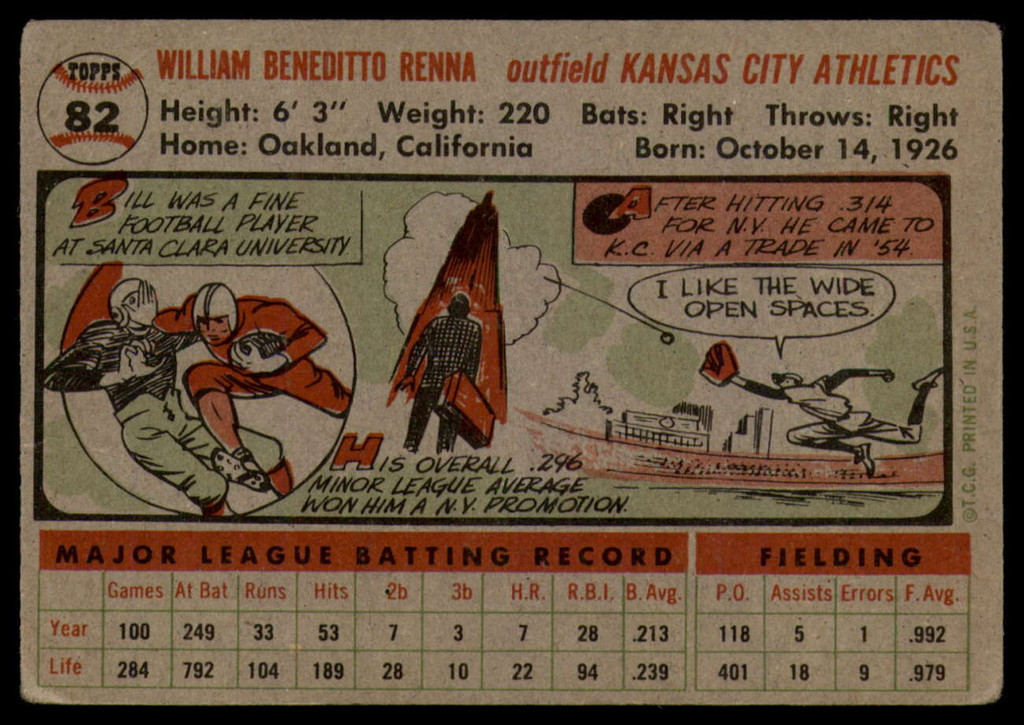 TOPPS
82
WILLIAM BENEDITTO RENNA outfield KANSAS CITY ATHLETICS
Height: 6' 3" Weight: 220 Bats: Right Throws: Right
Home: Oakland, California Born: October 14, 1926
BILL WAS A FINE
FOOTBALL PLAYER
AT SANTA CLARA UNIVERSITY
HIS OVERALL .296
MINOR LEAGUE AVERAGE
WON HIM A N.Y. PROMOTION.
AFTER HITTING .314
FOR N.Y. HE CAME TO
K.C. VIA A TRADE IN '54.
I LIKE THE WIDE
OPEN SPACES.
©T.C.G. PRINTED IN U.S.A.
MAJOR LEAGUE BATTING RECORD FIELDING
Games At Bat Runs Hits 2b 3b H.R. R.B.I. B. Avg. P.O. Assists Errors F. Avg.
Year 100 249 33 53 7 3 7 28 .213 118 5 1 .992
Life 284 792 104 189 28 10 22 94 .239 401 18 9 .979